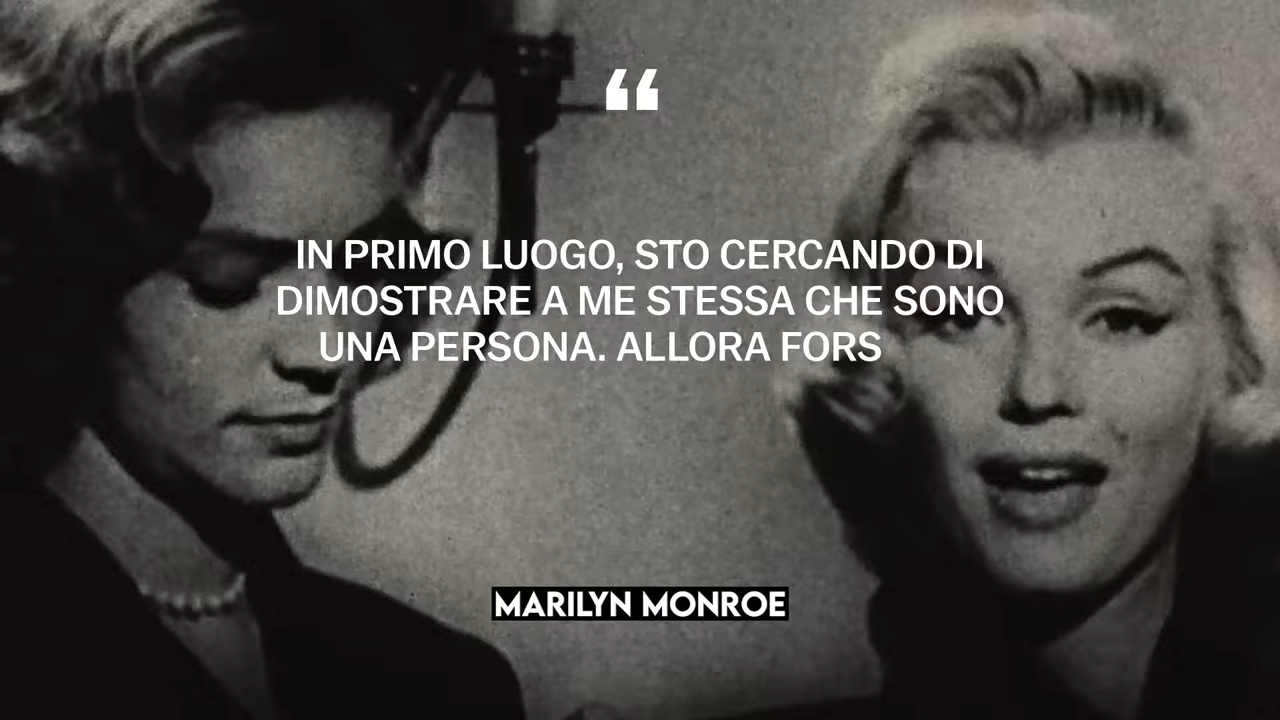 “
IN PRIMO LUOGO, STO CERCANDO DI
DIMOSTRARE A ME STESSA CHE SONO
UNA PERSONA. ALLORA FORS
MARILYN MONROE